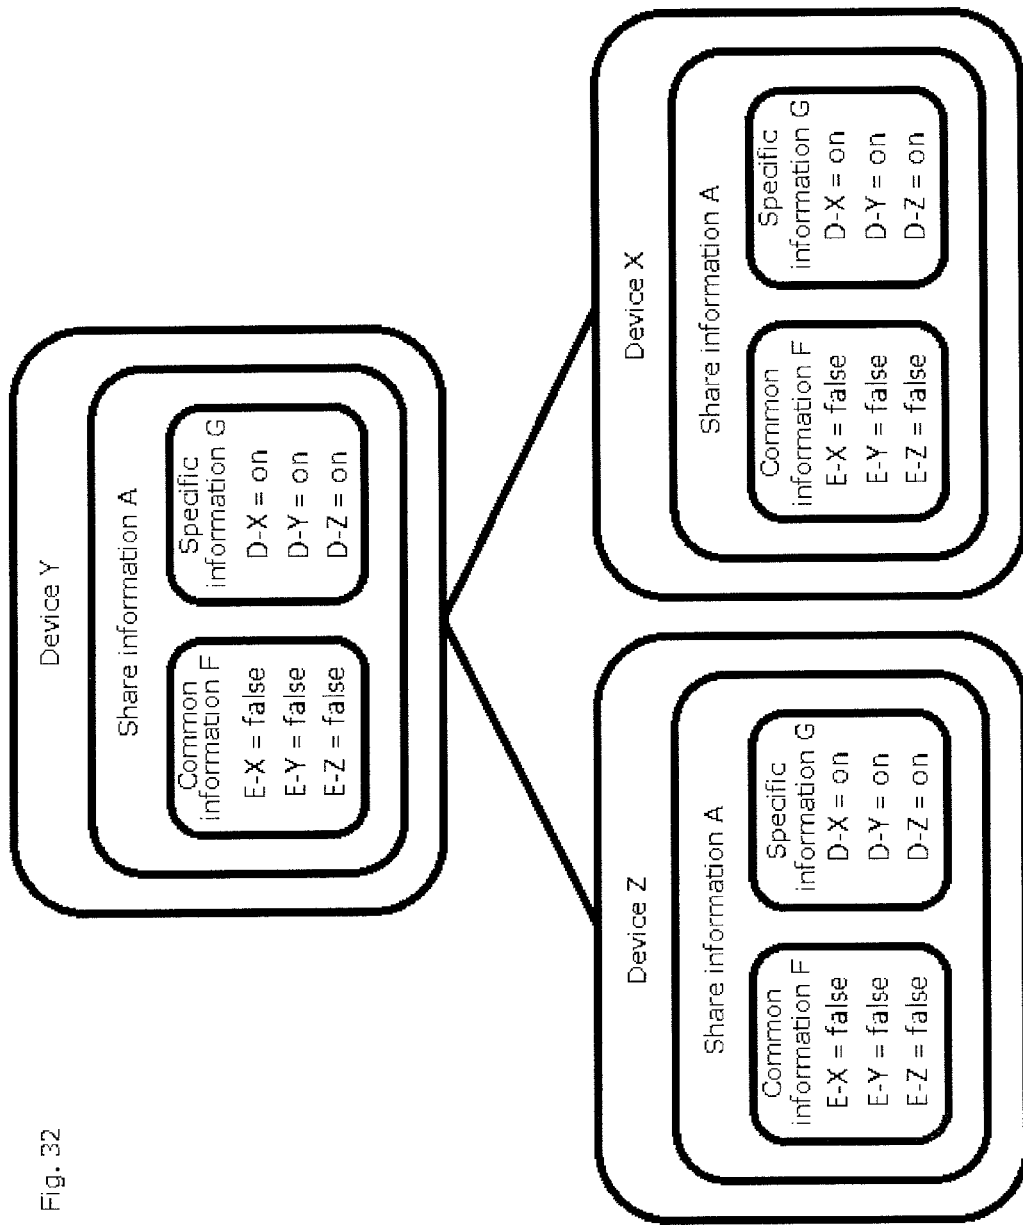 Fig. 32
Device Y
Share information A
Common
information F
E-X = false
E-Y = false
E-Z = false
Specific
information G
D-X = on
D-Y = on
D-Z = on
Device Z
Share information A
Common
information F
E-X = false
E-Y = false
E-Z = false
Specific
information G
D-X = on
D-Y = on
D-Z = on
Device X
Share information A
Common
information F
E-X = false
E-Y = false
E-Z = false
Specific
information G
D-X = on
D-Y = on
D-Z = on